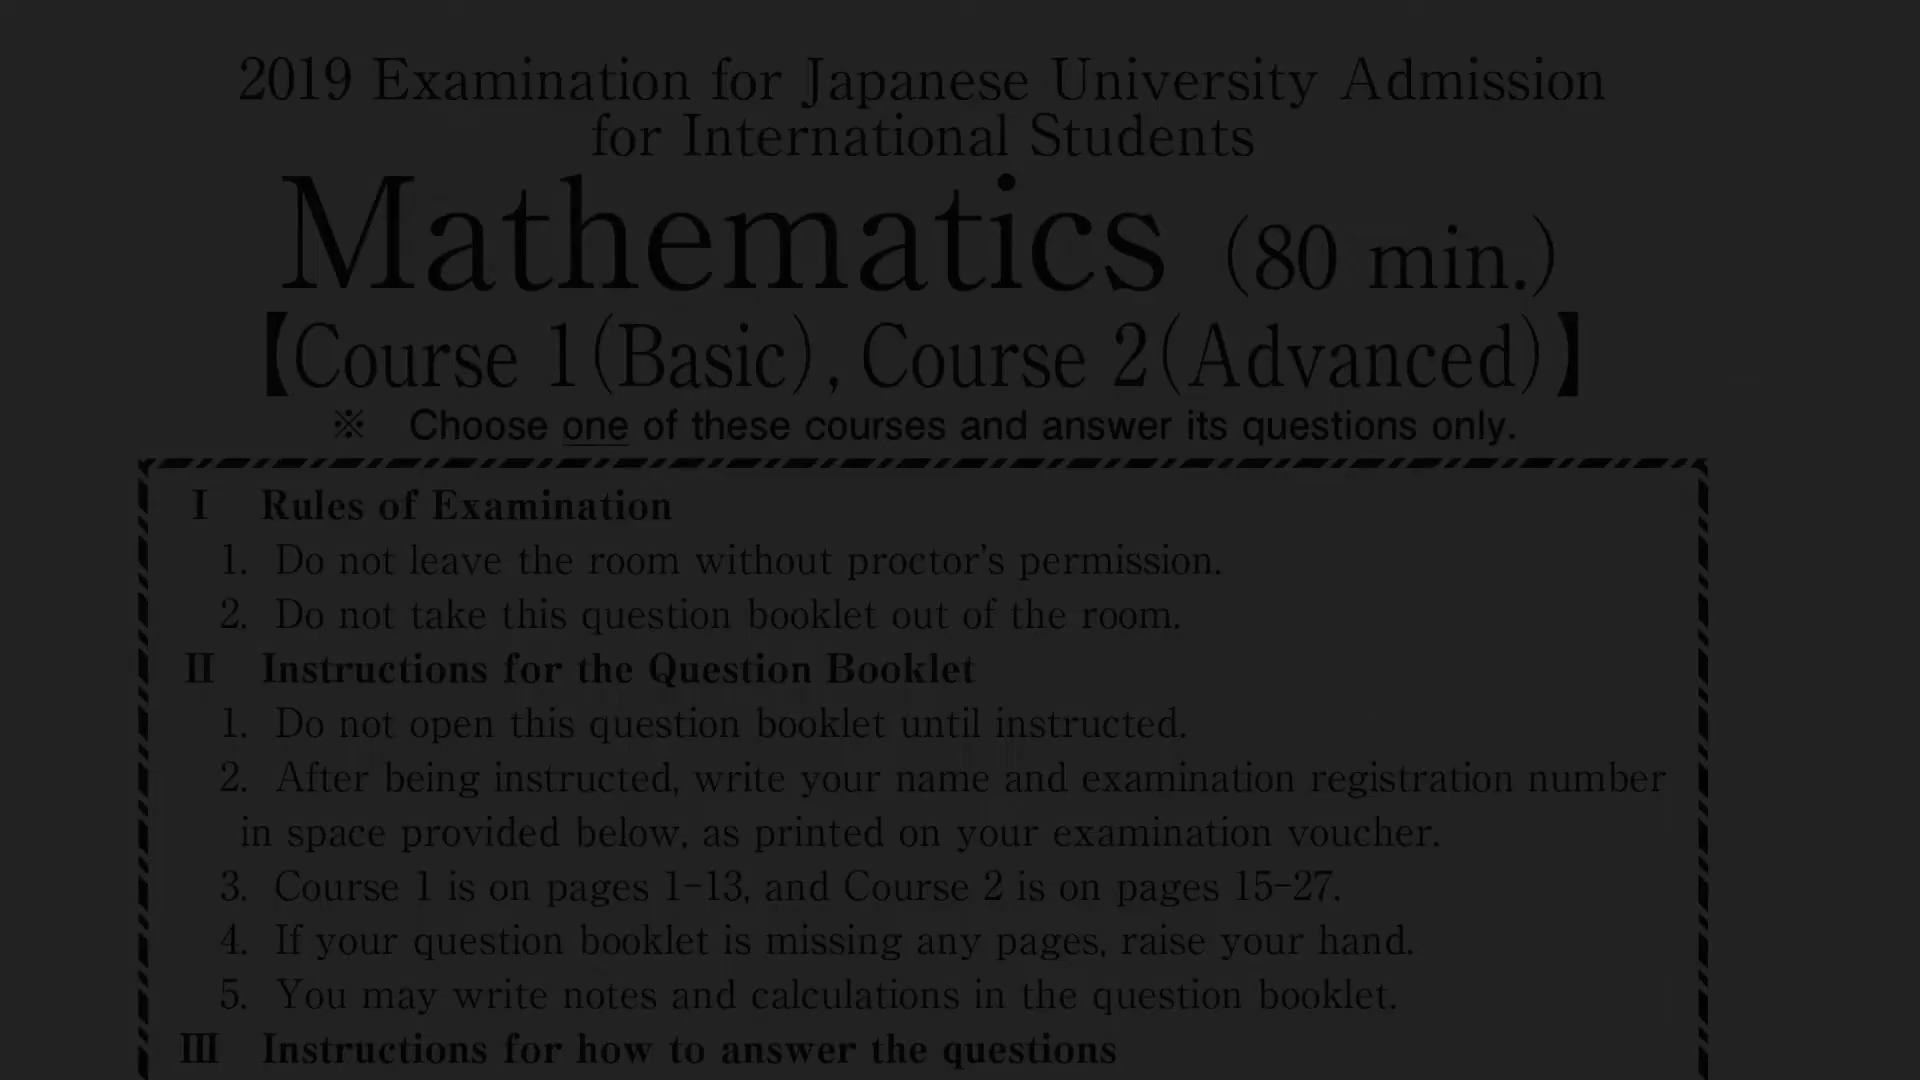 2019 Examination for Japanese University Admission
for International Students
Mathematics (80 min.)
【Course 1(Basic), Course 2(Advanced)】
※ Choose one of these courses and answer its questions only.
I Rules of Examination
1. Do not leave the room without proctor's permission.
2. Do not take this question booklet out of the room.
II Instructions for the Question Booklet
1. Do not open this question booklet until instructed.
2. After being instructed, write your name and examination registration number
in space provided below, as printed on your examination voucher.
3. Course 1 is on pages 1-13, and Course 2 is on pages 15-27.
4. If your question booklet is missing any pages, raise your hand.
5. You may write notes and calculations in the question booklet.
III Instructions for how to answer the questions